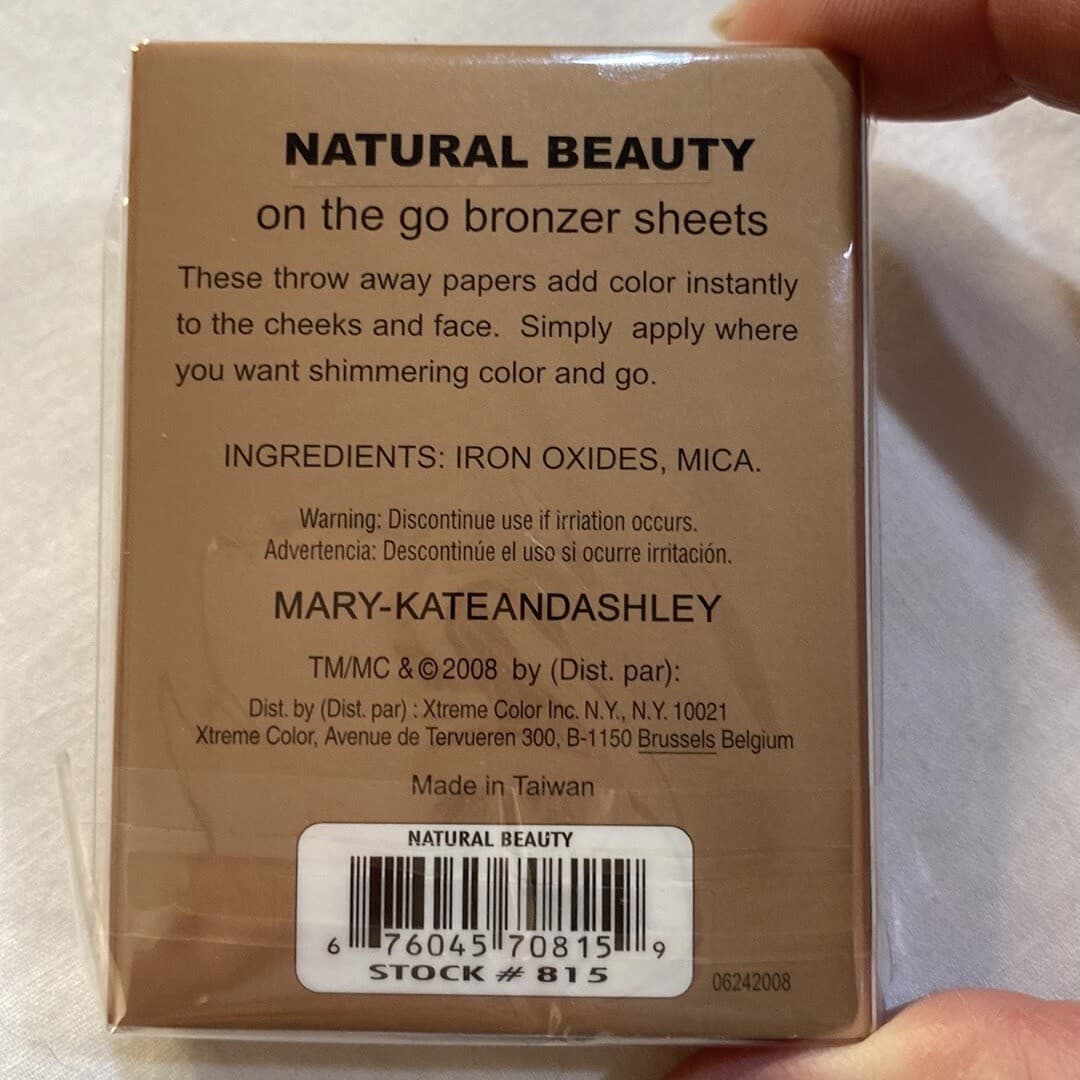 NATURAL BEAUTY
on the go bronzer sheets
These throw away papers add color instantly
to the cheeks and face. Simply apply where
you want shimmering color and go.
INGREDIENTS: IRON OXIDES, MICA.
Warning: Discontinue use if irriation occurs.
Advertencia: Descontinúe el uso si ocurre irritación.
MARY-KATEANDASHLEY
TM/MC &©2008 by (Dist. par):
Dist. by (Dist. par) : Xtreme Color Inc. N.Y., N.Y. 10021
Xtreme Color, Avenue de Tervueren 300, B-1150 Brussels Belgium
Made in Taiwan
NATURAL BEAUTY
6 76045 70815 9
STOCK # 815
06242008